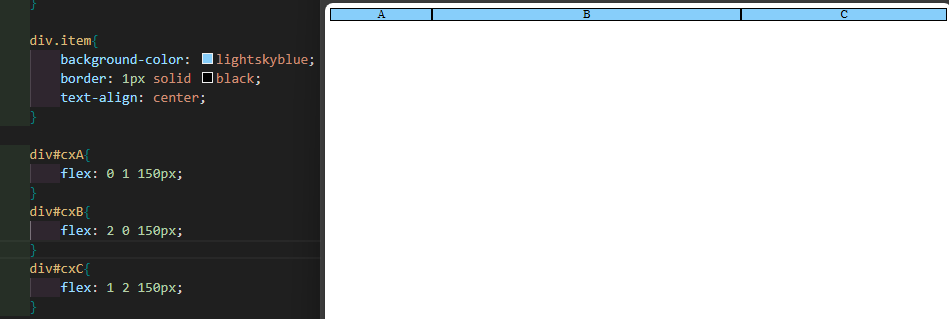 }
div.item{
background-color: lightskyblue;
border: 1px solid black;
text-align: center;
}
div#cxA{
flex: 0 1 150px;
}
div#cxB{
flex: 2 0 150px;
}
div#cxC{
flex: 1 2 150px;
}
A B C